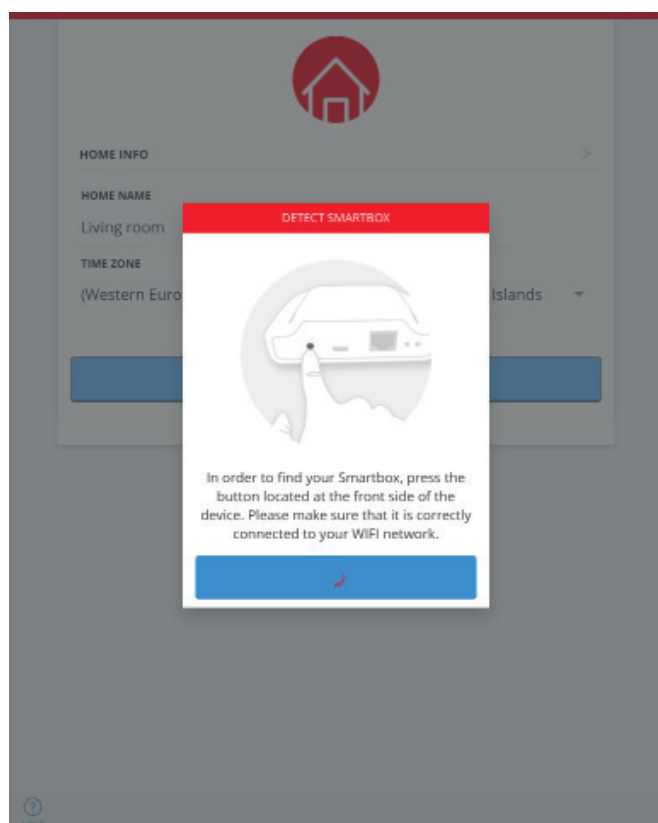 HOME INFO
HOME NAME
Living room
DETECT SMARTBOX
TIME ZONE
(Western Euro
Islands
In order to find your Smartbox, press the
button located at the front side of the
device. Please make sure that it is correctly
connected to your WIFI network.
?